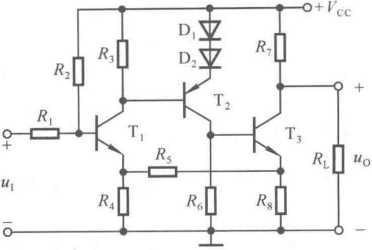 +V_CC
D₁
D₂
R₂
R₃
R₇
+
R₁
T₁
T₂
T₃
+
R₅
R_L
u_O
u_I
R₄
R₆
R₈
−
−